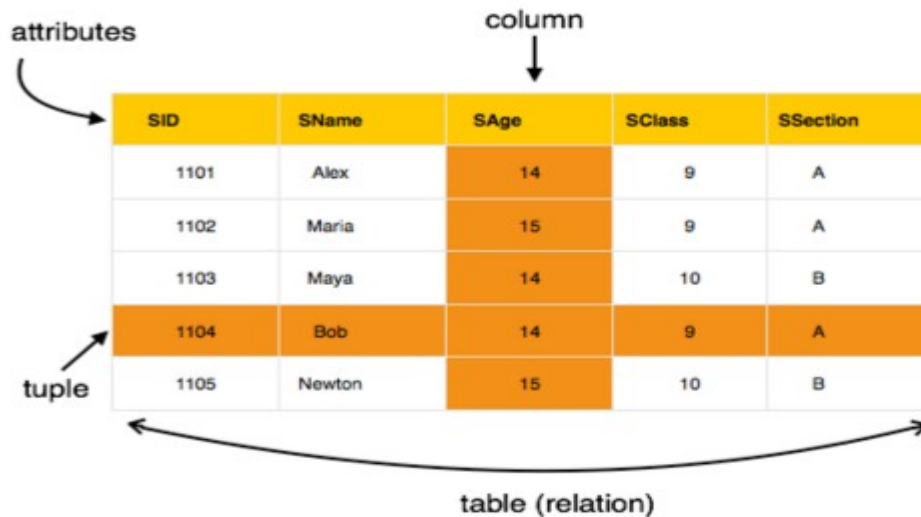 column
attributes
SID SName SAge SClass SSection
1101 Alex 14 9 A
1102 Maria 15 9 A
1103 Maya 14 10 B
1104 Bob 14 9 A
tuple
1105 Newton 15 10 B
table (relation)